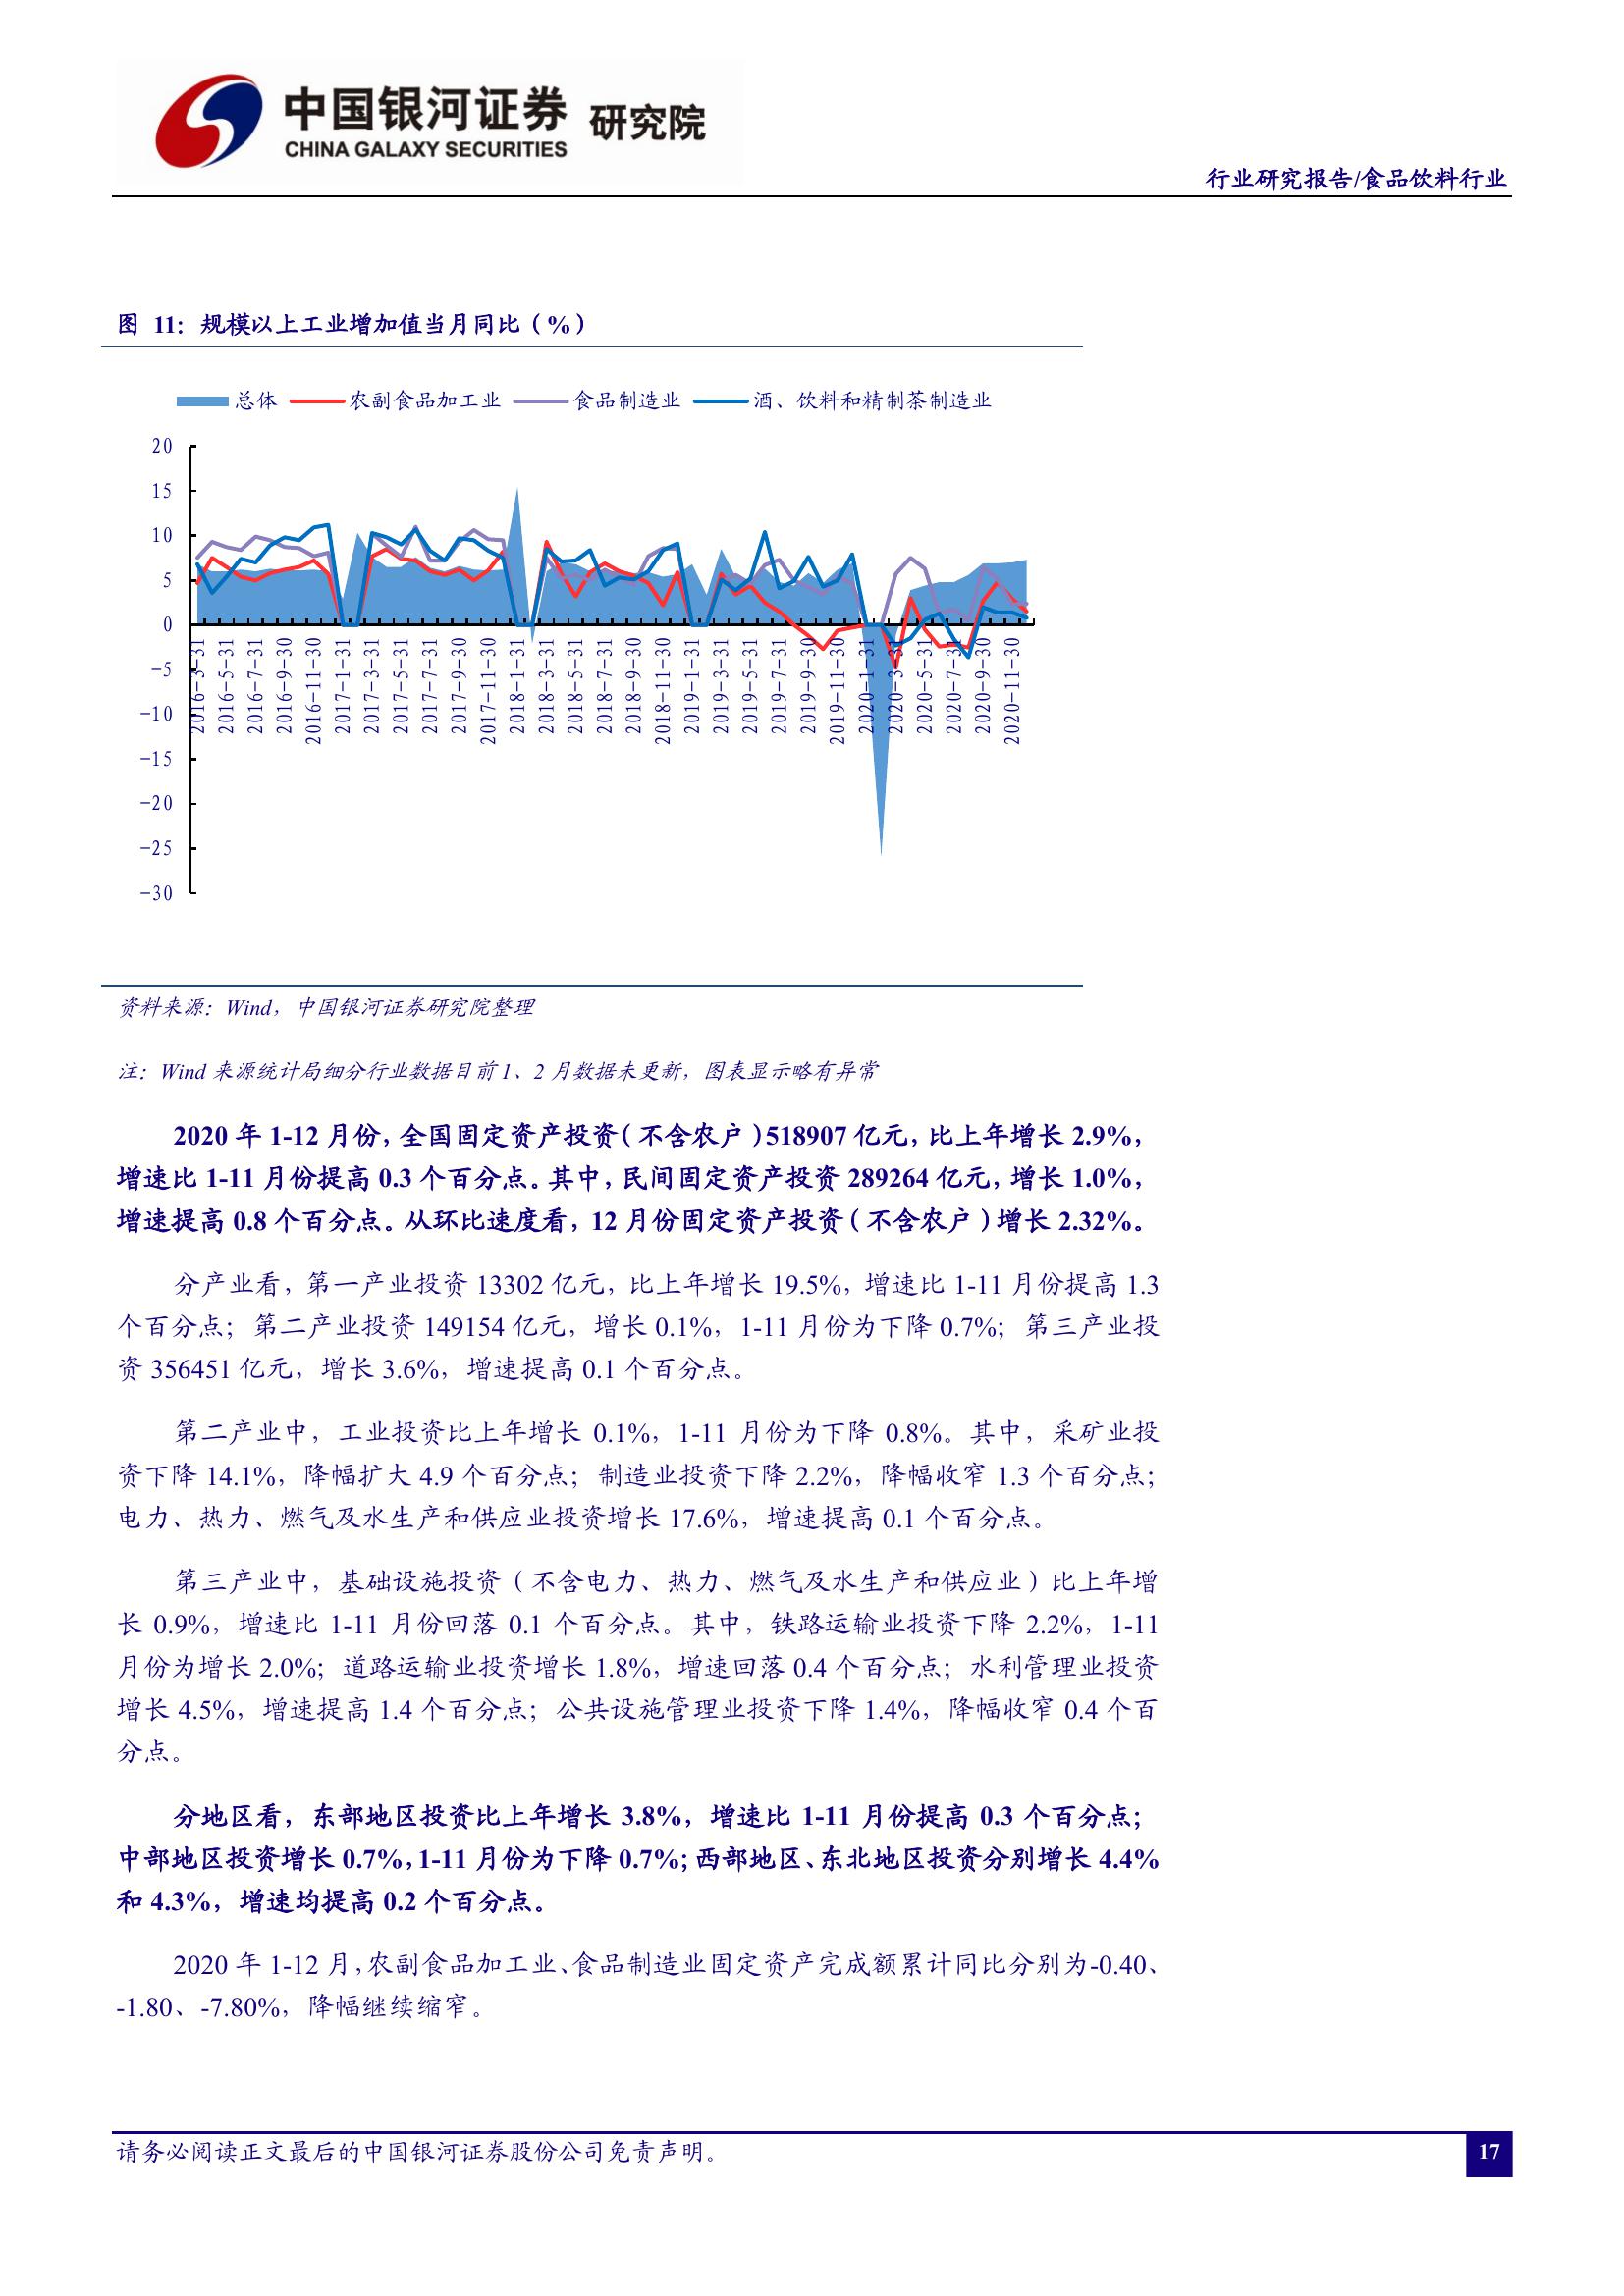 中国银河证券 研究院
CHINA GALAXY SECURITIES
行业研究报告/食品饮料行业
图 11：规模以上工业增加值当月同比（%）
总体 农副食品加工业 食品制造业 酒、饮料和精制茶制造业
20
15
10
5
0
-5
-10
-15
-20
-25
-30
2016-3-31
2016-5-31
2016-7-31
2016-9-30
2016-11-30
2017-1-31
2017-3-31
2017-5-31
2017-7-31
2017-9-30
2017-11-30
2018-1-31
2018-3-31
2018-5-31
2018-7-31
2018-9-30
2018-11-30
2019-1-31
2019-3-31
2019-5-31
2019-7-31
2019-9-30
2019-11-30
2020-1-31
2020-3-31
2020-5-31
2020-7-31
2020-9-30
2020-11-30
资料来源：Wind，中国银河证券研究院整理
注：Wind 来源统计局细分行业数据目前 1、2 月数据未更新，图表显示略有异常
2020 年 1-12 月份，全国固定资产投资（不含农户）518907 亿元，比上年增长 2.9%，
增速比 1-11 月份提高 0.3 个百分点。其中，民间固定资产投资 289264 亿元，增长 1.0%，
增速提高 0.8 个百分点。从环比速度看，12 月份固定资产投资（不含农户）增长 2.32%。
分产业看，第一产业投资 13302 亿元，比上年增长 19.5%，增速比 1-11 月份提高 1.3
个百分点；第二产业投资 149154 亿元，增长 0.1%，1-11 月份为下降 0.7%；第三产业投
资 356451 亿元，增长 3.6%，增速提高 0.1 个百分点。
第二产业中，工业投资比上年增长 0.1%，1-11 月份为下降 0.8%。其中，采矿业投
资下降 14.1%，降幅扩大 4.9 个百分点；制造业投资下降 2.2%，降幅收窄 1.3 个百分点；
电力、热力、燃气及水生产和供应业投资增长 17.6%，增速提高 0.1 个百分点。
第三产业中，基础设施投资（不含电力、热力、燃气及水生产和供应业）比上年增
长 0.9%，增速比 1-11 月份回落 0.1 个百分点。其中，铁路运输业投资下降 2.2%，1-11
月份为增长 2.0%；道路运输业投资增长 1.8%，增速回落 0.4 个百分点；水利管理业投资
增长 4.5%，增速提高 1.4 个百分点；公共设施管理业投资下降 1.4%，降幅收窄 0.4 个百
分点。
分地区看，东部地区投资比上年增长 3.8%，增速比 1-11 月份提高 0.3 个百分点；
中部地区投资增长 0.7%，1-11 月份为下降 0.7%；西部地区、东北地区投资分别增长 4.4%
和 4.3%，增速均提高 0.2 个百分点。
2020 年 1-12 月，农副食品加工业、食品制造业固定资产完成额累计同比分别为-0.40、
-1.80、-7.80%，降幅继续缩窄。
请务必阅读正文最后的中国银河证券股份公司免责声明。
17